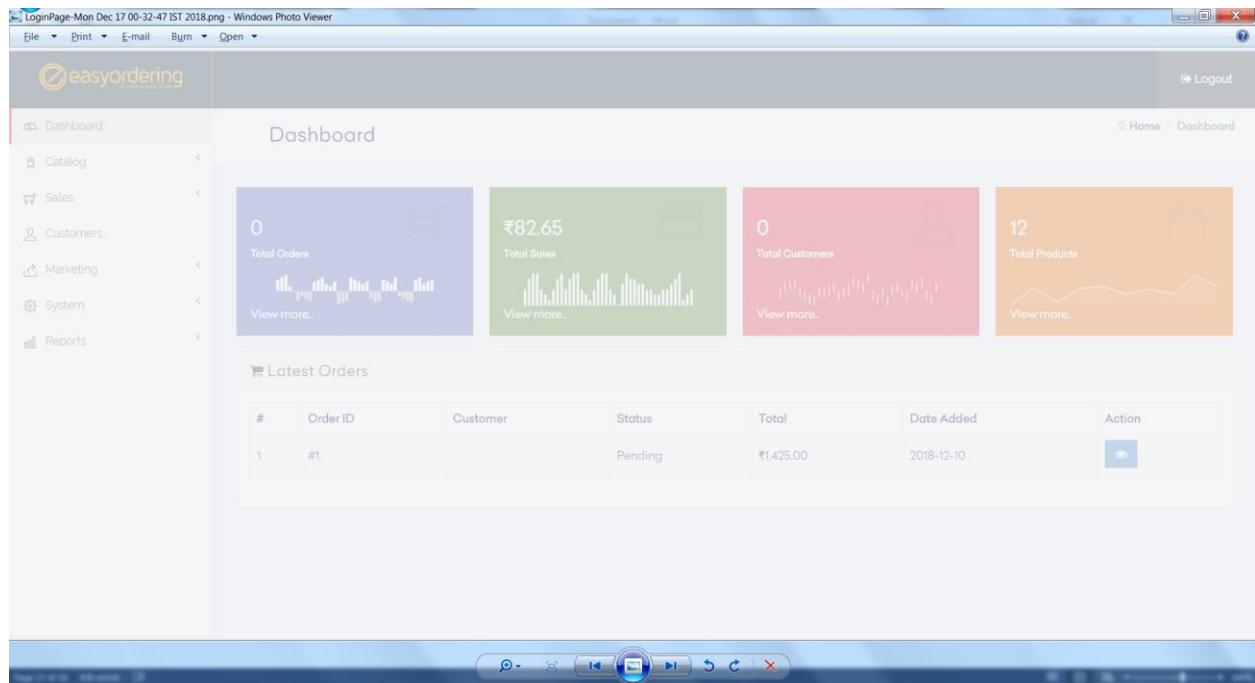 LoginPage-Mon Dec 17 00-32-47 IST 2018.png - Windows Photo Viewer
File Print E-mail Burn Open
easyordering
Logout
Dashboard
Catalog
Sales
Customers
Marketing
System
Reports
Dashboard
Home / Dashboard
0
Total Orders
View more..
₹82.65
Total Sales
View more..
0
Total Customers
View more..
12
Total Products
View more..
Latest Orders
# Order ID Customer Status Total Date Added Action
1 #1 Pending ₹1,425.00 2018-12-10